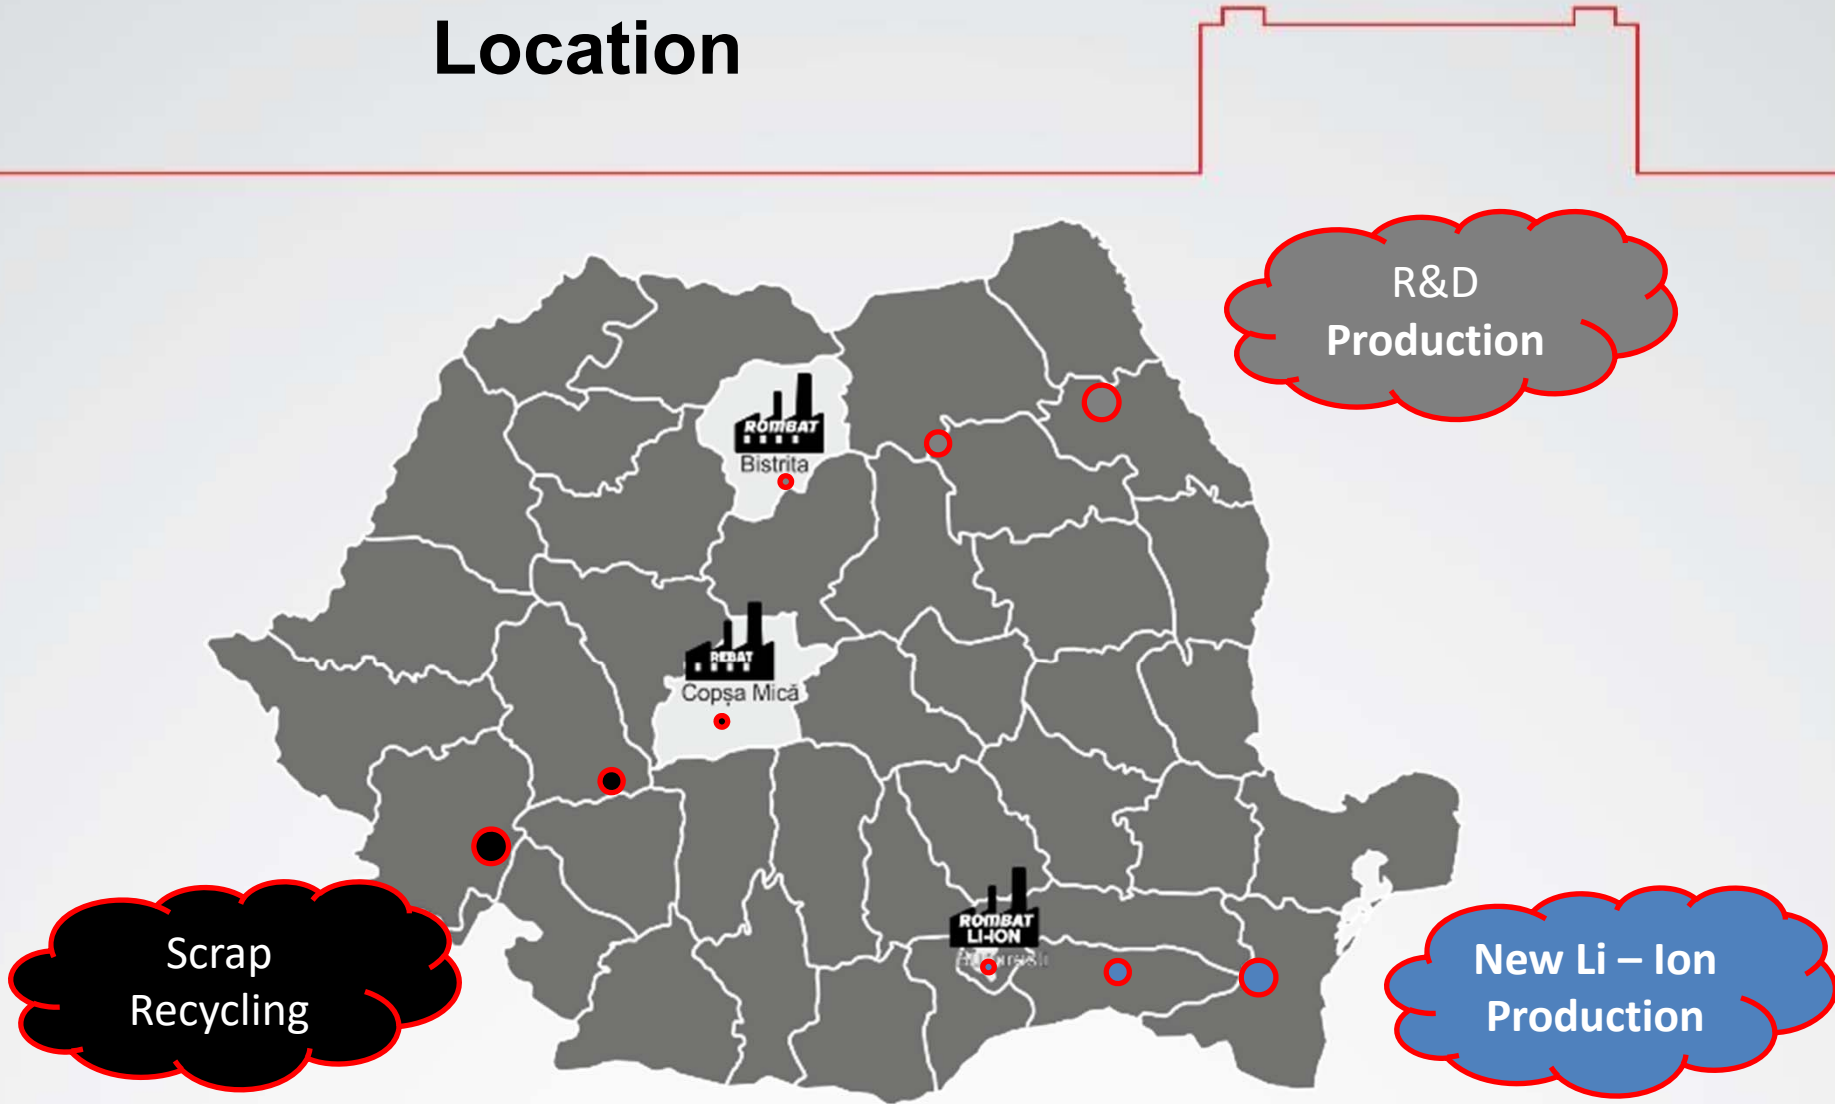 Location
R&D
Production
ROMBAT
Bistrita
REBAT
Copșa Mică
ROMBAT
LI-ION
Scrap
Recycling
New Li – Ion
Production